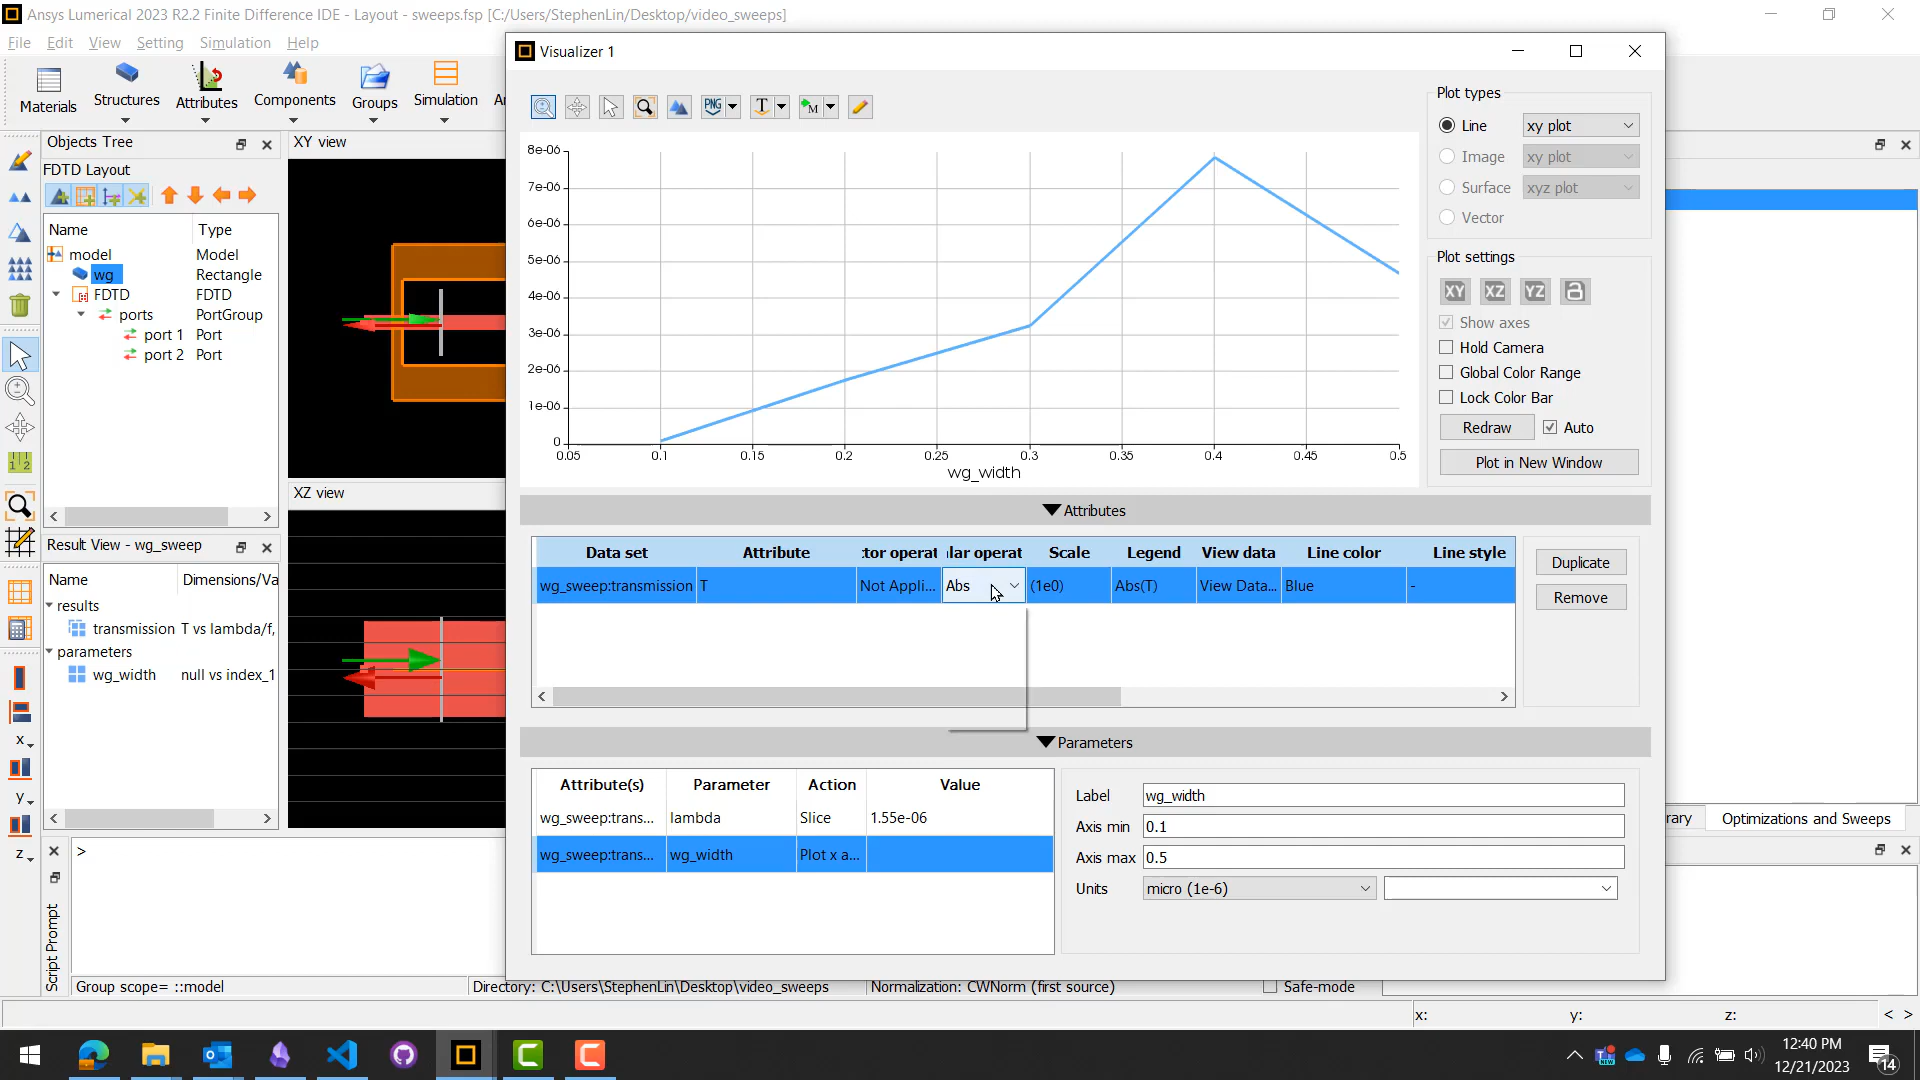 Ansys Lumerical 2023 R2.2 Finite Difference IDE - Layout - sweeps.fsp [C:/Users/StephenLin/Desktop/video_sweeps]
File Edit View Setting Simulation Help
Materials Structures Attributes Components Groups Simulation
Objects Tree
FDTD Layout
Name Type
model Model
wg Rectangle
FDTD FDTD
ports PortGroup
port 1 Port
port 2 Port
Result View - wg_sweep
Name Dimensions/Va
results
transmission T vs lambda/f,
parameters
wg_width null vs index_1
XY view
XZ view
x
y
z
>
Script Prompt
Visualizer 1
PNG T M
8e-06
7e-06
6e-06
5e-06
4e-06
3e-06
2e-06
1e-06
0
0.05 0.1 0.15 0.2 0.25 0.3 0.35 0.4 0.45 0.5
wg_width
Plot types
Line xy plot
Image xy plot
Surface xyz plot
Vector
Plot settings
XY XZ YZ
Show axes
Hold Camera
Global Color Range
Lock Color Bar
Redraw Auto
Plot in New Window
Attributes
Data set Attribute :tor operat lar operat Scale Legend View data Line color Line style
wg_sweep:transmission T Not Appli... Abs (1e0) Abs(T) View Data... Blue -
Duplicate
Remove
Parameters
Attribute(s) Parameter Action Value
wg_sweep:trans... lambda Slice 1.55e-06
wg_sweep:trans... wg_width Plot x a...
Label wg_width
Axis min 0.1
Axis max 0.5
Units micro (1e-6)
rary Optimizations and Sweeps
Group scope= ::model Directory: C:\Users\StephenLin\Desktop\video_sweeps Normalization: CWNorm (first source) Safe-mode
x: y: z: < >
12:40 PM
12/21/2023
14